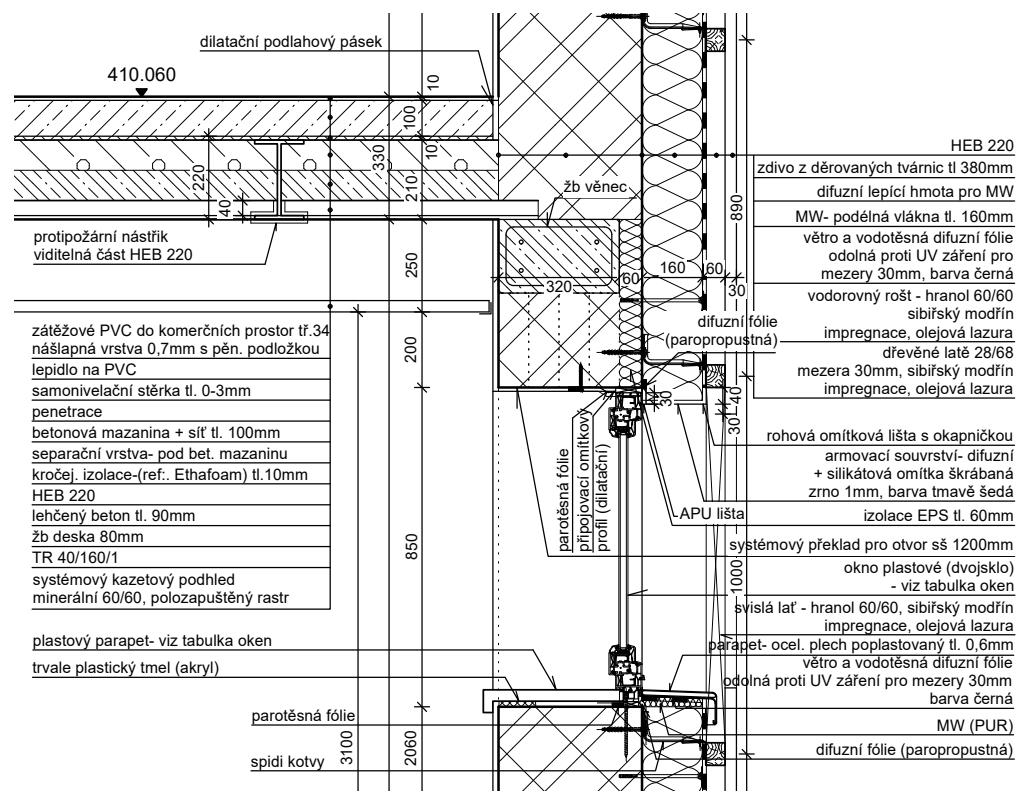 dilatační podlahový pásek
410.060
10
100
10
330
220
210
40
žb věnec
protipožární nástřik
viditelná část HEB 220
250
320
60
160
60
30
890
200
zátěžové PVC do komerčních prostor tř.34
nášlapná vrstva 0,7mm s pěn. podložkou
lepidlo na PVC
samonivelační stěrka tl. 0-3mm
penetrace
betonová mazanina + síť tl. 100mm
separační vrstva- pod bet. mazaninu
kročej. izolace-(ref:. Ethafoam) tl.10mm
HEB 220
lehčený beton tl. 90mm
žb deska 80mm
TR 40/160/1
systémový kazetový podhled
minerální 60/60, polozapuštěný rastr
plastový parapet- viz tabulka oken
trvale plastický tmel (akryl)
parotěsná fólie
spidi kotvy
3100
2060
850
parotěsná fólie
připojovací omítkový
profil (dilatační)
APU lišta
30
40
30
1000
difuzní fólie
(paropropustná)
HEB 220
zdivo z děrovaných tvárnic tl 380mm
difuzní lepící hmota pro MW
MW- podélná vlákna tl. 160mm
větro a vodotěsná difuzní fólie
odolná proti UV záření pro
mezery 30mm, barva černá
vodorovný rošt - hranol 60/60
sibiřský modřín
impregnace, olejová lazura
dřevěné latě 28/68
mezera 30mm, sibiřský modřín
impregnace, olejová lazura
rohová omítková lišta s okapničkou
armovací souvrství- difuzní
+ silikátová omítka škrábaná
zrno 1mm, barva tmavě šedá
izolace EPS tl. 60mm
systémový překlad pro otvor sš 1200mm
okno plastové (dvojsklo)
- viz tabulka oken
svislá lať - hranol 60/60, sibiřský modřín
impregnace, olejová lazura
parapet- ocel. plech poplastovaný tl. 0,6mm
větro a vodotěsná difuzní fólie
odolná proti UV záření pro mezery 30mm
barva černá
MW (PUR)
difuzní fólie (paropropustná)